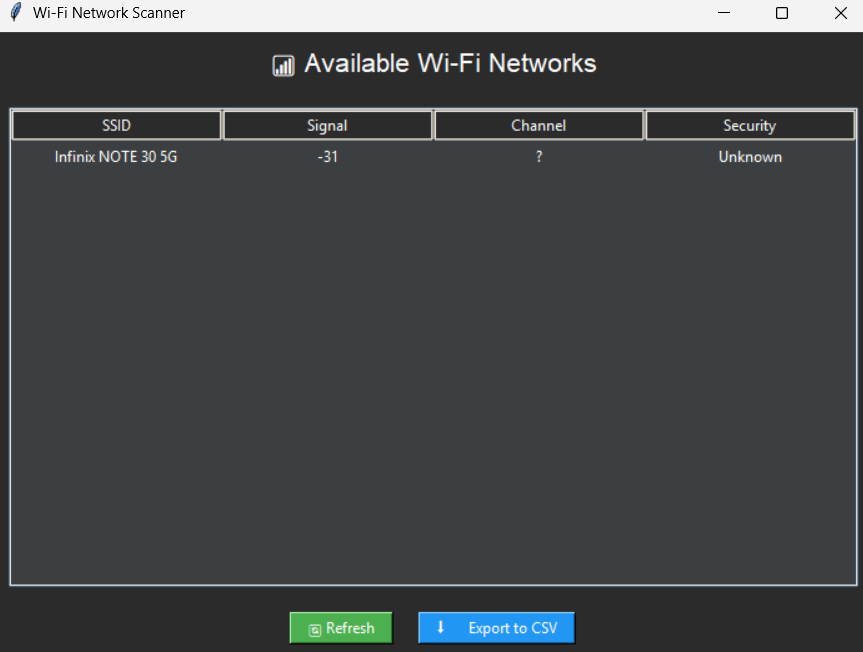 Wi-Fi Network Scanner
Available Wi-Fi Networks
SSID Signal Channel Security
Infinix NOTE 30 5G -31 ? Unknown
Refresh Export to CSV